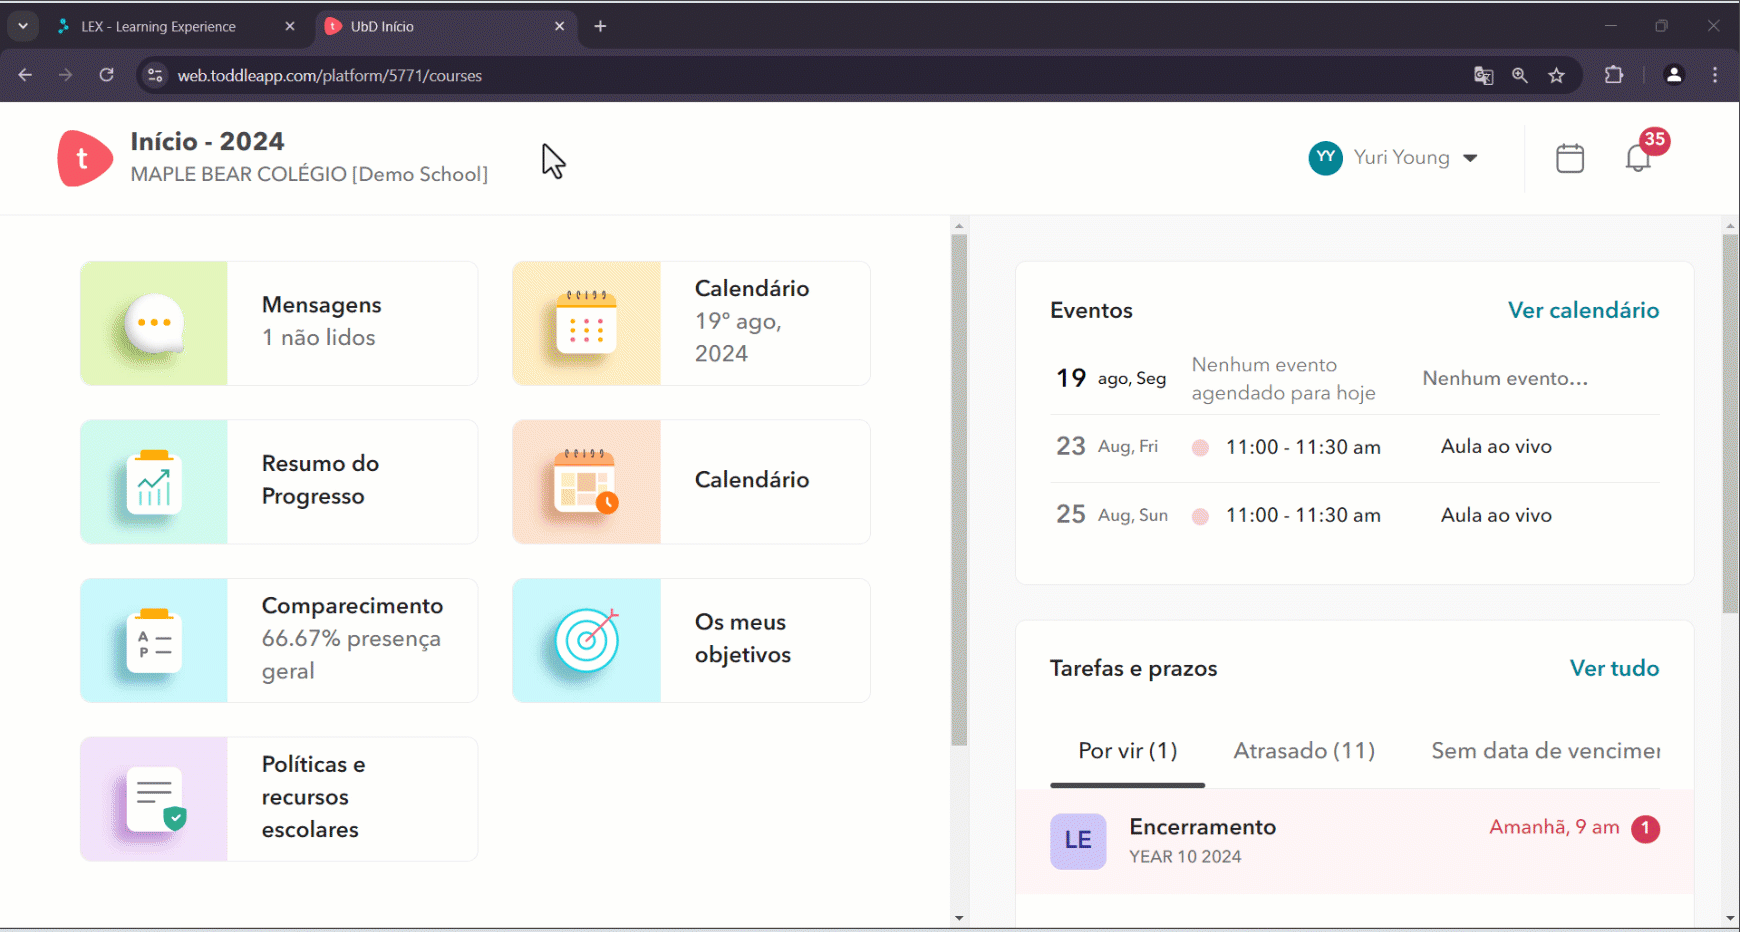 LEX - Learning Experience
UbD Início
web.toddleapp.com/platform/5771/courses
t
Início - 2024
MAPLE BEAR COLÉGIO [Demo School]
YY
Yuri Young
35
Mensagens
1 não lidos
Calendário
19º ago,
2024
Resumo do
Progresso
Calendário
A
P
Comparecimento
66.67% presença
geral
Os meus
objetivos
Políticas e
recursos
escolares
Eventos
Ver calendário
19 ago, Seg
Nenhum evento
agendado para hoje
Nenhum evento...
23 Aug, Fri 11:00 - 11:30 am Aula ao vivo
25 Aug, Sun 11:00 - 11:30 am Aula ao vivo
Tarefas e prazos
Ver tudo
Por vir (1) Atrasado (11) Sem data de vencimer
LE
Encerramento
YEAR 10 2024
Amanhã, 9 am 1